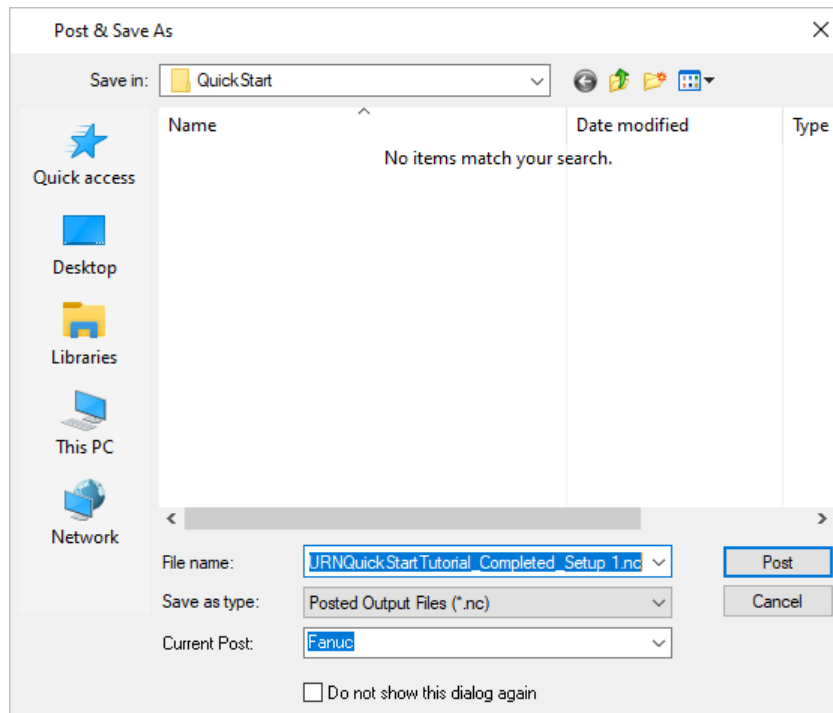 Post & Save As
Save in: QuickStart
Name Date modified Type
No items match your search.
Quick access
Desktop
Libraries
This PC
Network
File name: URNQuickStartTutorial_Completed_Setup 1.nc Post
Save as type: Posted Output Files (*.nc) Cancel
Current Post: Fanuc
Do not show this dialog again